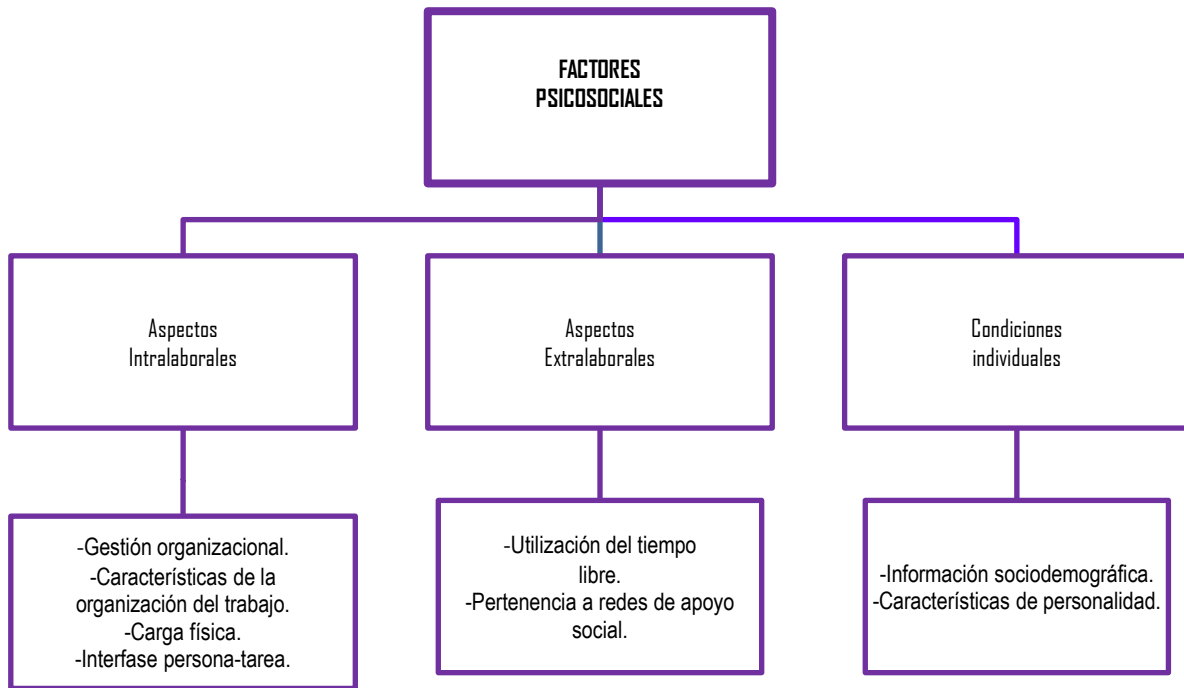 FACTORES
PSICOSOCIALES
Aspectos
Intralaborales
Aspectos
Extralaborales
Condiciones
individuales
-Gestión organizacional.
-Características de la
organización del trabajo.
-Carga física.
-Interfase persona-tarea.
-Utilización del tiempo
libre.
-Pertenencia a redes de apoyo
social.
-Información sociodemográfica.
-Características de personalidad.